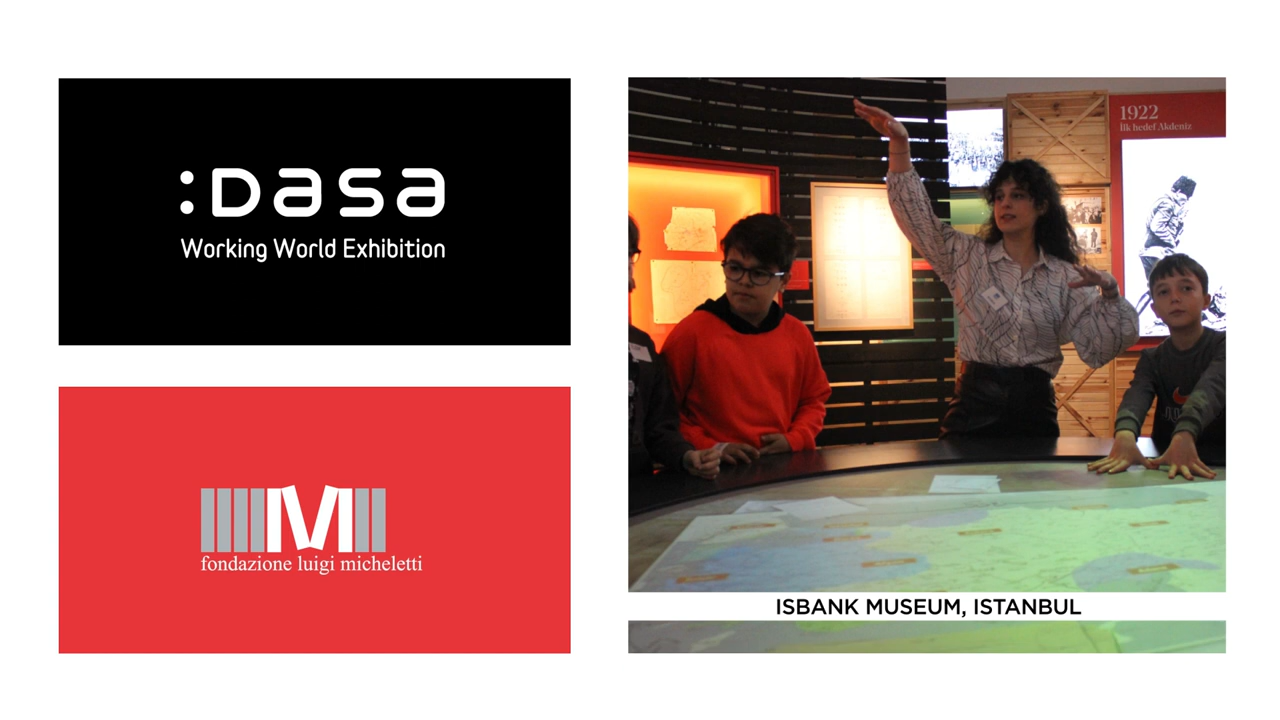 :DASA
Working World Exhibition
fondazione luigi micheletti
1922
İlk hedef Akdeniz
ISBANK MUSEUM, ISTANBUL